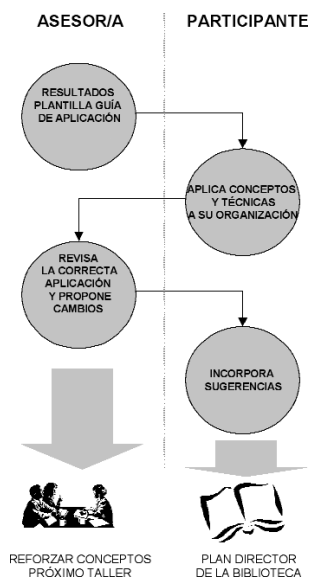 ASESOR/A
PARTICIPANTE
RESULTADOS
PLANTILLA GUÍA
DE APLICACIÓN
APLICA CONCEPTOS
Y TÉCNICAS
A SU ORGANIZACIÓN
REVISA
LA CORRECTA
APLICACIÓN
Y PROPONE
CAMBIOS
INCORPORA
SUGERENCIAS
REFORZAR CONCEPTOS
PRÓXIMO TALLER
PLAN DIRECTOR
DE LA BIBLIOTECA